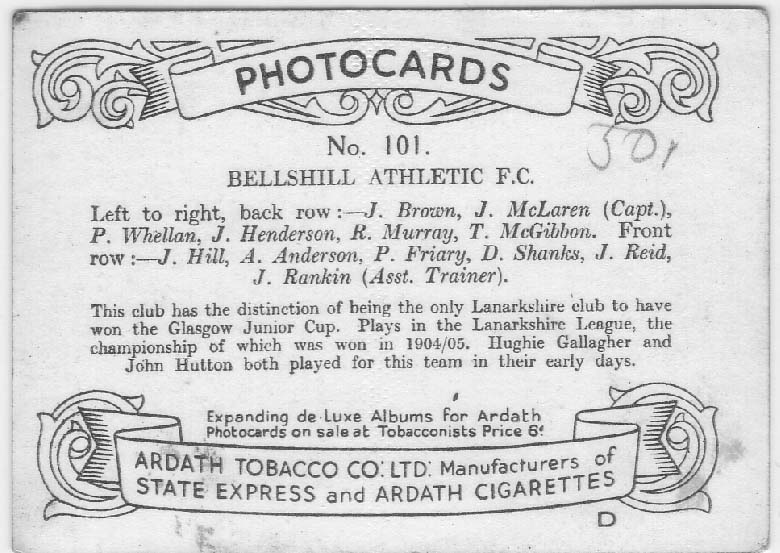 PHOTOCARDS
No. 101.
BELLSHILL ATHLETIC F.C.
Left to right, back row :—J. Brown, J. McLaren (Capt.),
P. Whellan, J. Henderson, R. Murray, T. McGibbon. Front
row :—J. Hill, A. Anderson, P. Friary, D. Shanks, J. Reid,
J. Rankin (Asst. Trainer).
This club has the distinction of being the only Lanarkshire club to have
won the Glasgow Junior Cup. Plays in the Lanarkshire League, the
championship of which was won in 1904/05. Hughie Gallagher and
John Hutton both played for this team in their early days.
Expanding de Luxe Albums for Ardath
Photocards on sale at Tobacconists Price 6ᵈ
ARDATH TOBACCO CO. LTD. Manufacturers of
STATE EXPRESS and ARDATH CIGARETTES
D